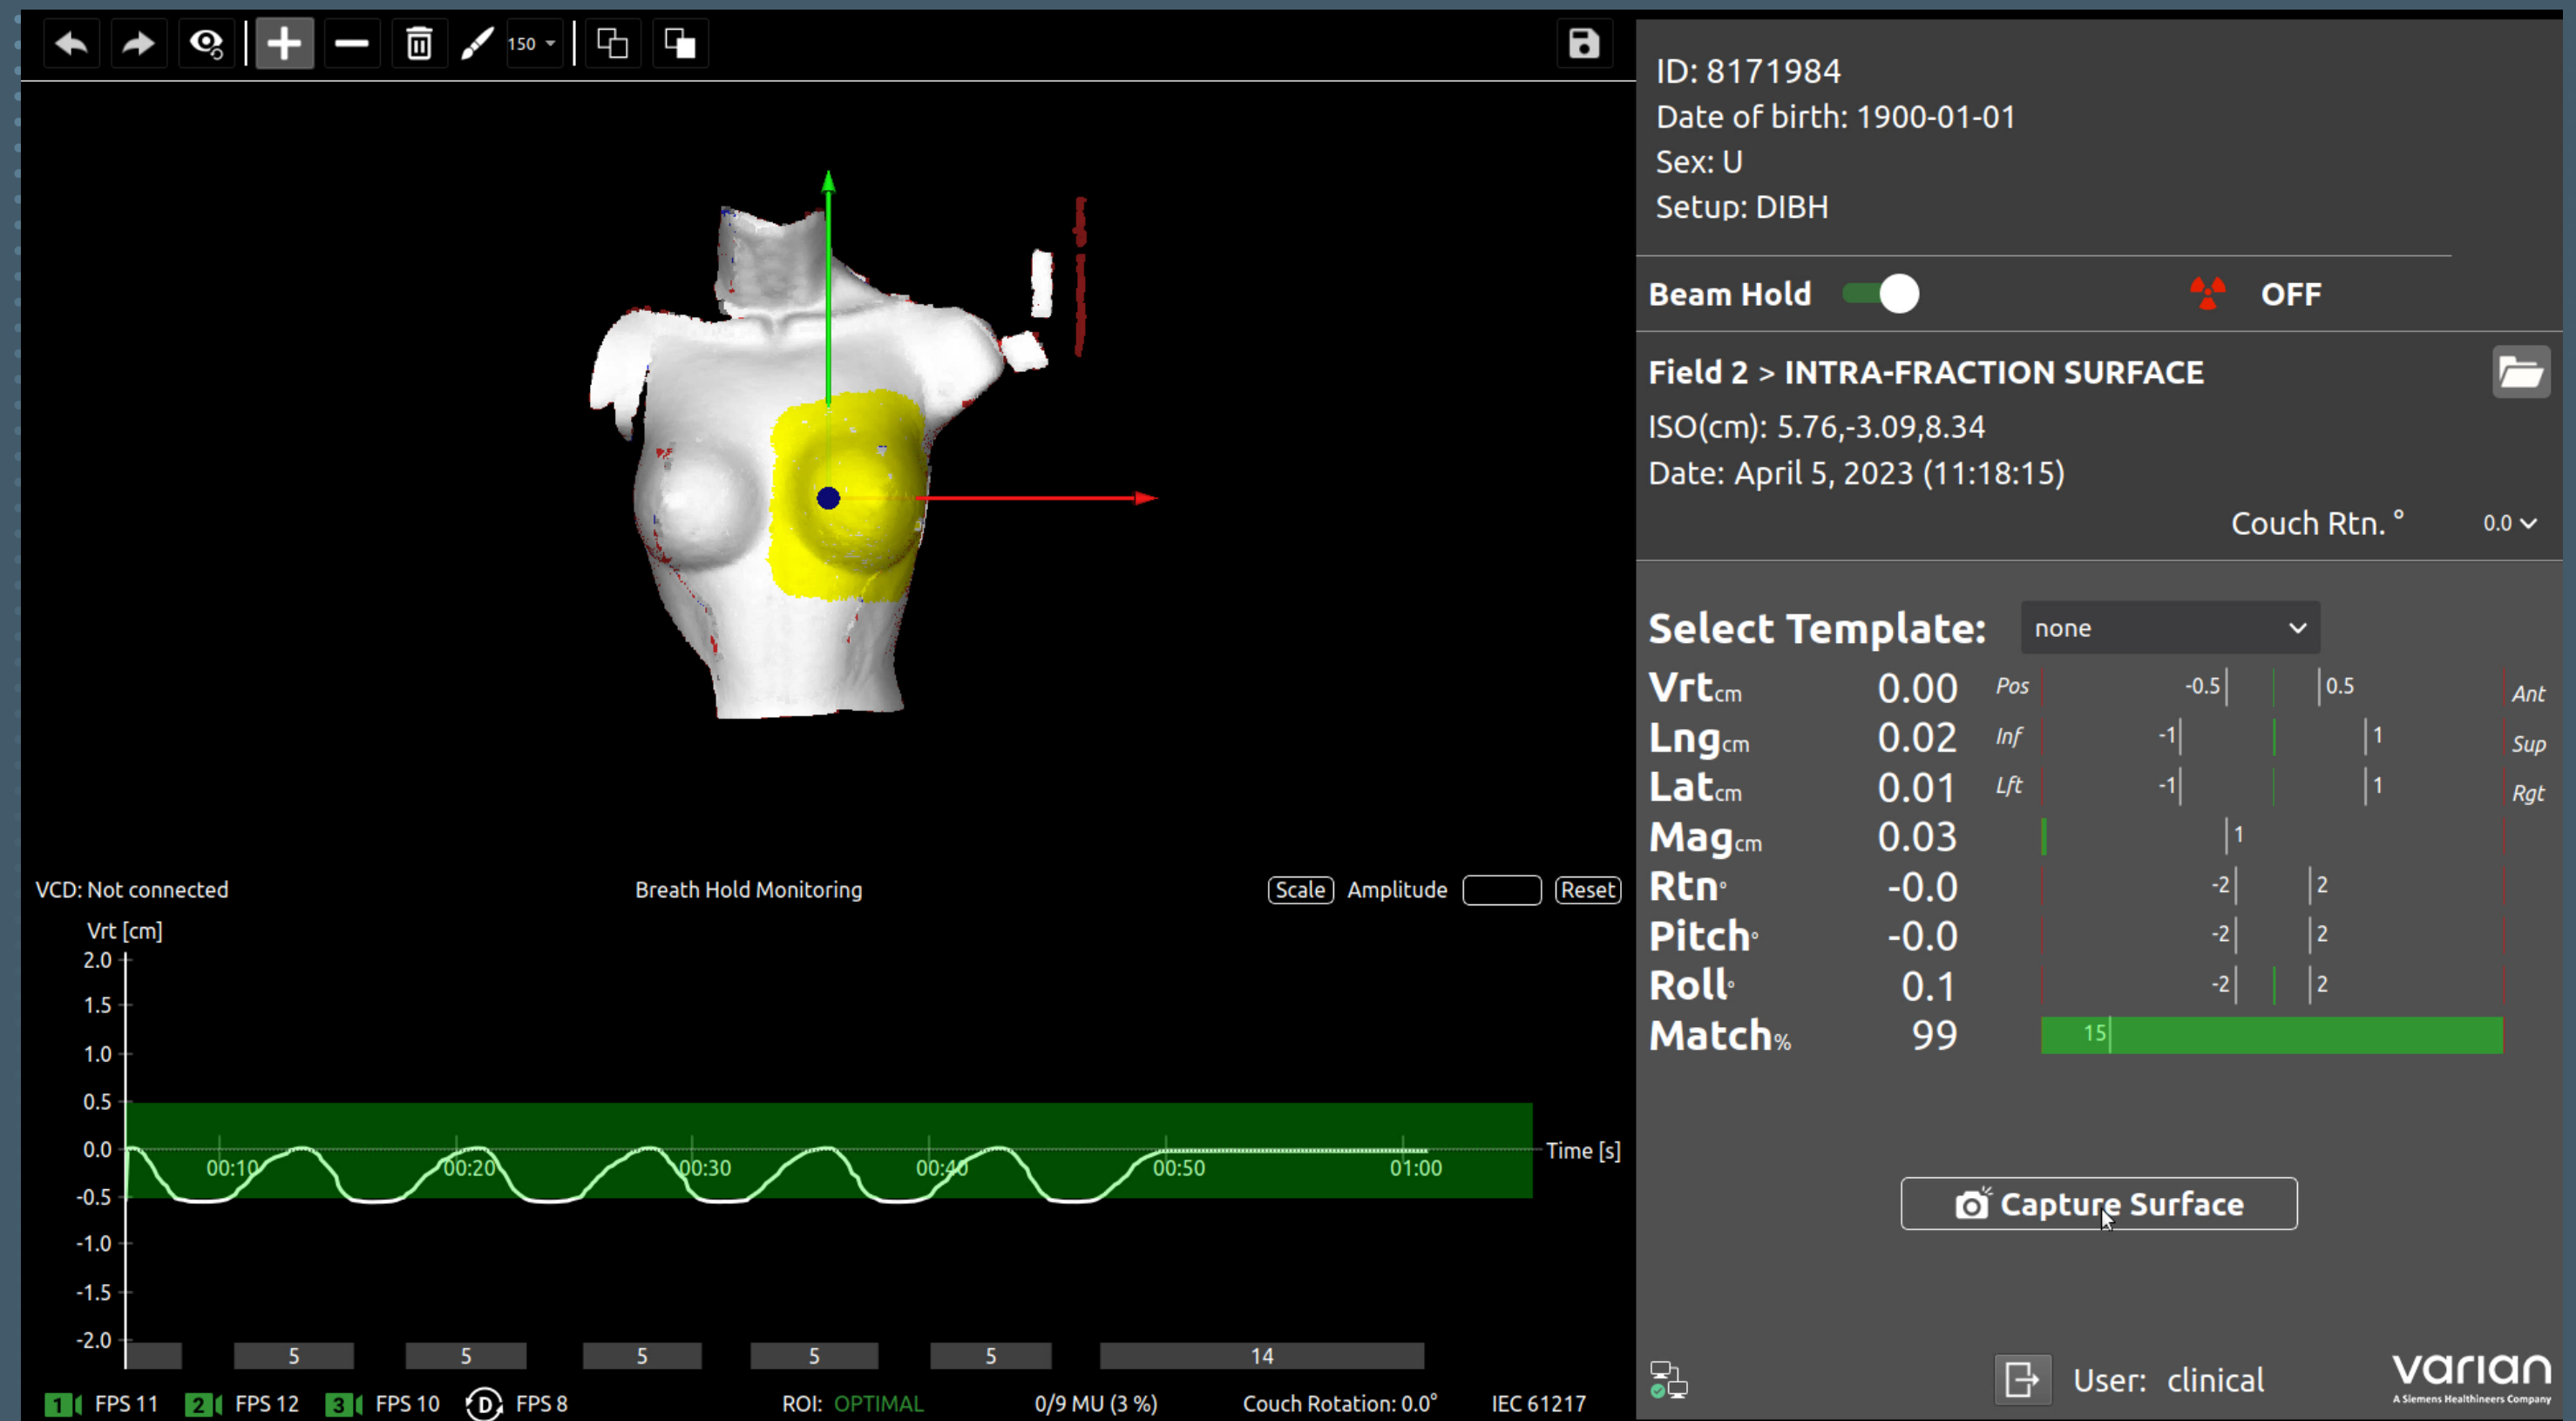 150
ID: 8171984
Date of birth: 1900-01-01
Sex: U
Setup: DIBH
Beam Hold OFF
Field 2 > INTRA-FRACTION SURFACE
ISO(cm): 5.76,-3.09,8.34
Date: April 5, 2023 (11:18:15)
Couch Rtn. ° 0.0
Select Template: none
Vrt cm 0.00 Pos -0.5 0.5 Ant
Lng cm 0.02 Inf -1 1 Sup
Lat cm 0.01 Lft -1 1 Rgt
Mag cm 0.03 1
Rtn ° -0.0 -2 2
Pitch ° -0.0 -2 2
Roll ° 0.1 -2 2
Match % 99 15
Capture Surface
VCD: Not connected Breath Hold Monitoring Scale Amplitude Reset
Vrt [cm]
2.0
1.5
1.0
0.5
0.0 Time [s]
00:10 00:20 00:30 00:40 00:50 01:00
-0.5
-1.0
-1.5
-2.0
5 5 5 5 5 14
1 FPS 11 2 FPS 12 3 FPS 10 D FPS 8 ROI: OPTIMAL 0/9 MU (3 %) Couch Rotation: 0.0° IEC 61217
User: clinical
varian
A Siemens Healthineers Company